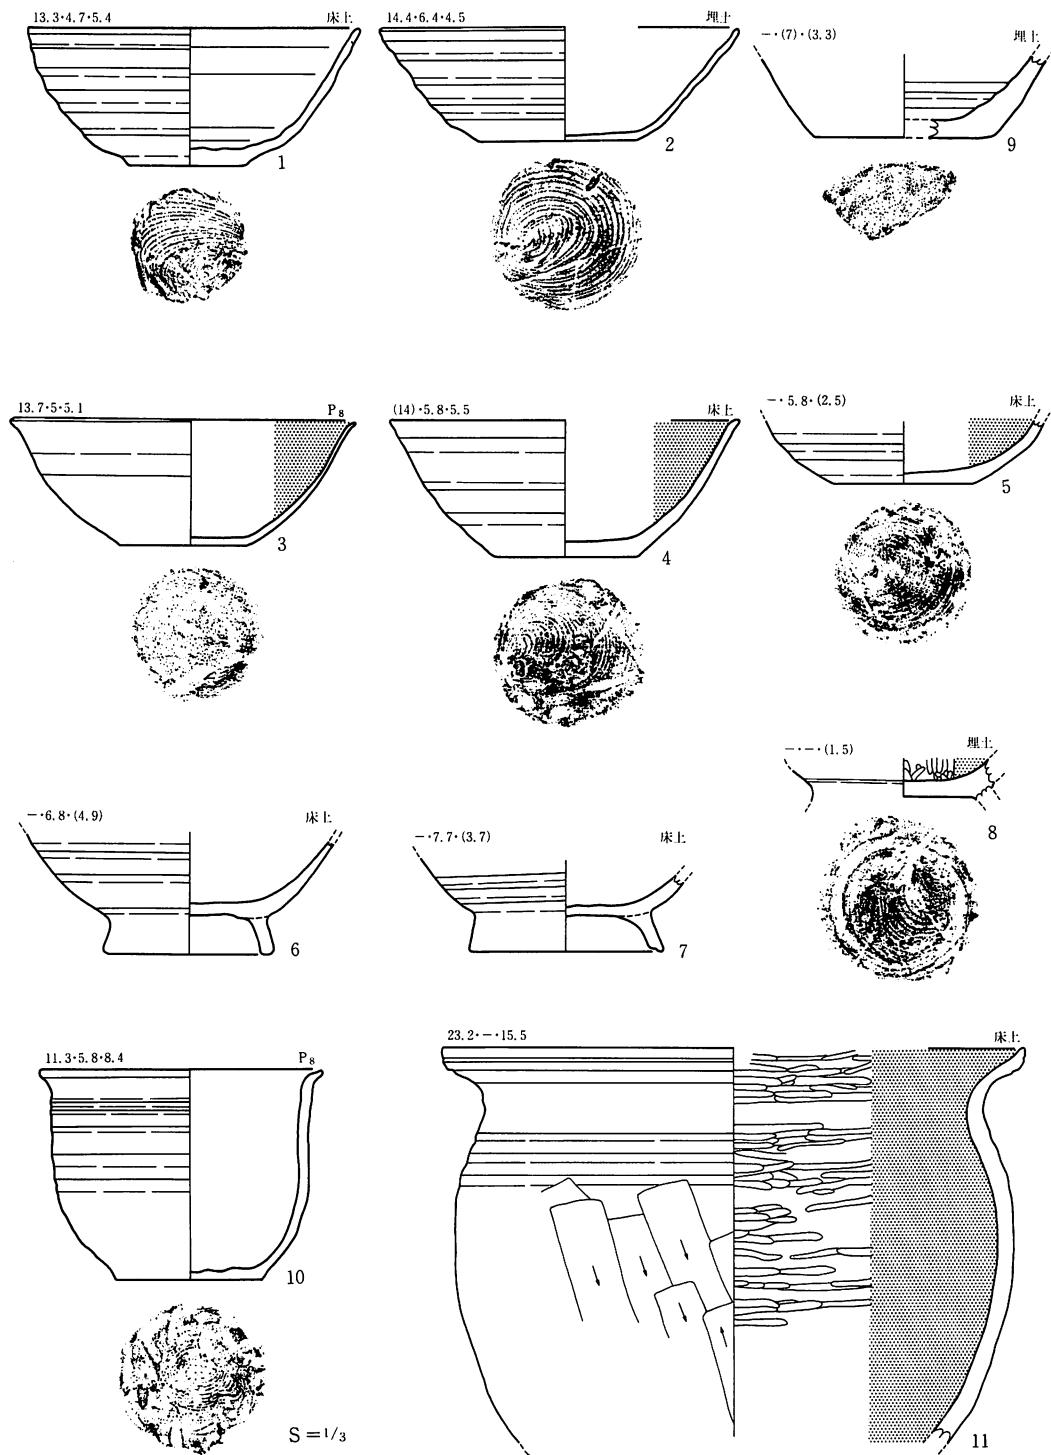 13.3・4.7・5.4 床上
1
14.4・6.4・4.5 埋土
2
－・(7)・(3.3) 埋土
9
13.7・5・5.1 P8
3
(14)・5.8・5.5 床上
4
－・5.8・(2.5) 床上
5
－・6.8・(4.9) 床上
6
－・7.7・(3.7) 床上
7
－・－・(1.5) 埋土
8
11.3・5.8・8.4 P8
10
23.2・－・15.5 床上
11
S＝1/3